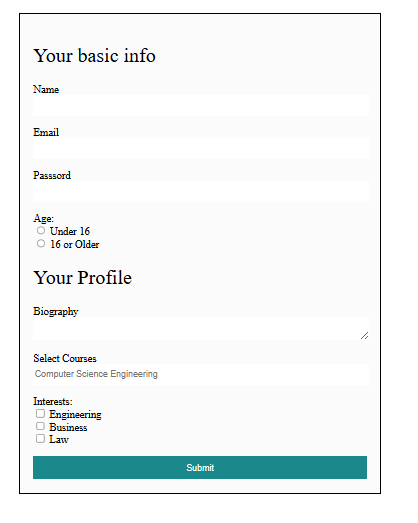 Your basic info
Name
Email
Passsord
Age:
Under 16
16 or Older
Your Profile
Biography
Select Courses
Computer Science Engineering
Interests:
Engineering
Business
Law
Submit